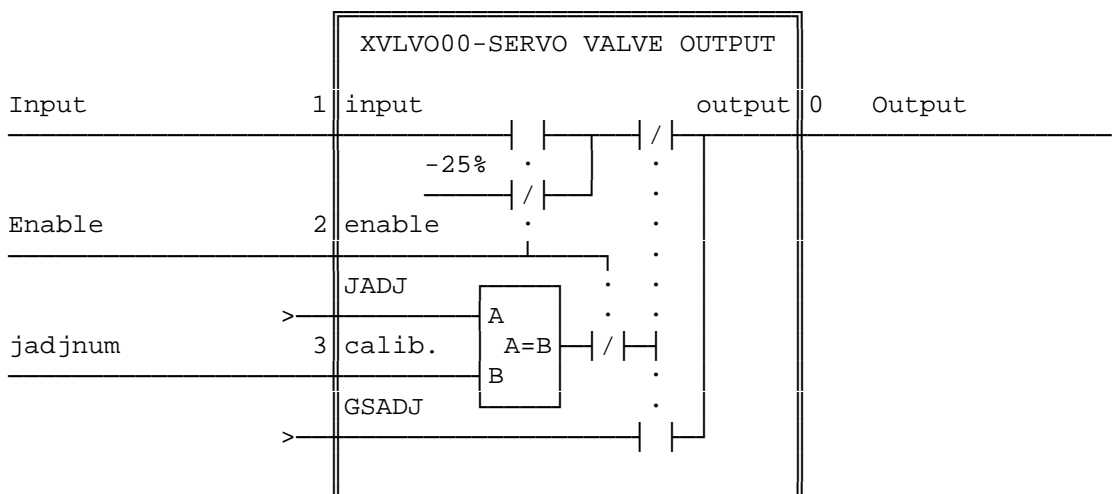 XVLVO00-SERVO VALVE OUTPUT
Input 1 input output 0 Output
/
-25%
/
Enable 2 enable
JADJ
> A
jadjnum 3 calib. A=B /
B
GSADJ
>